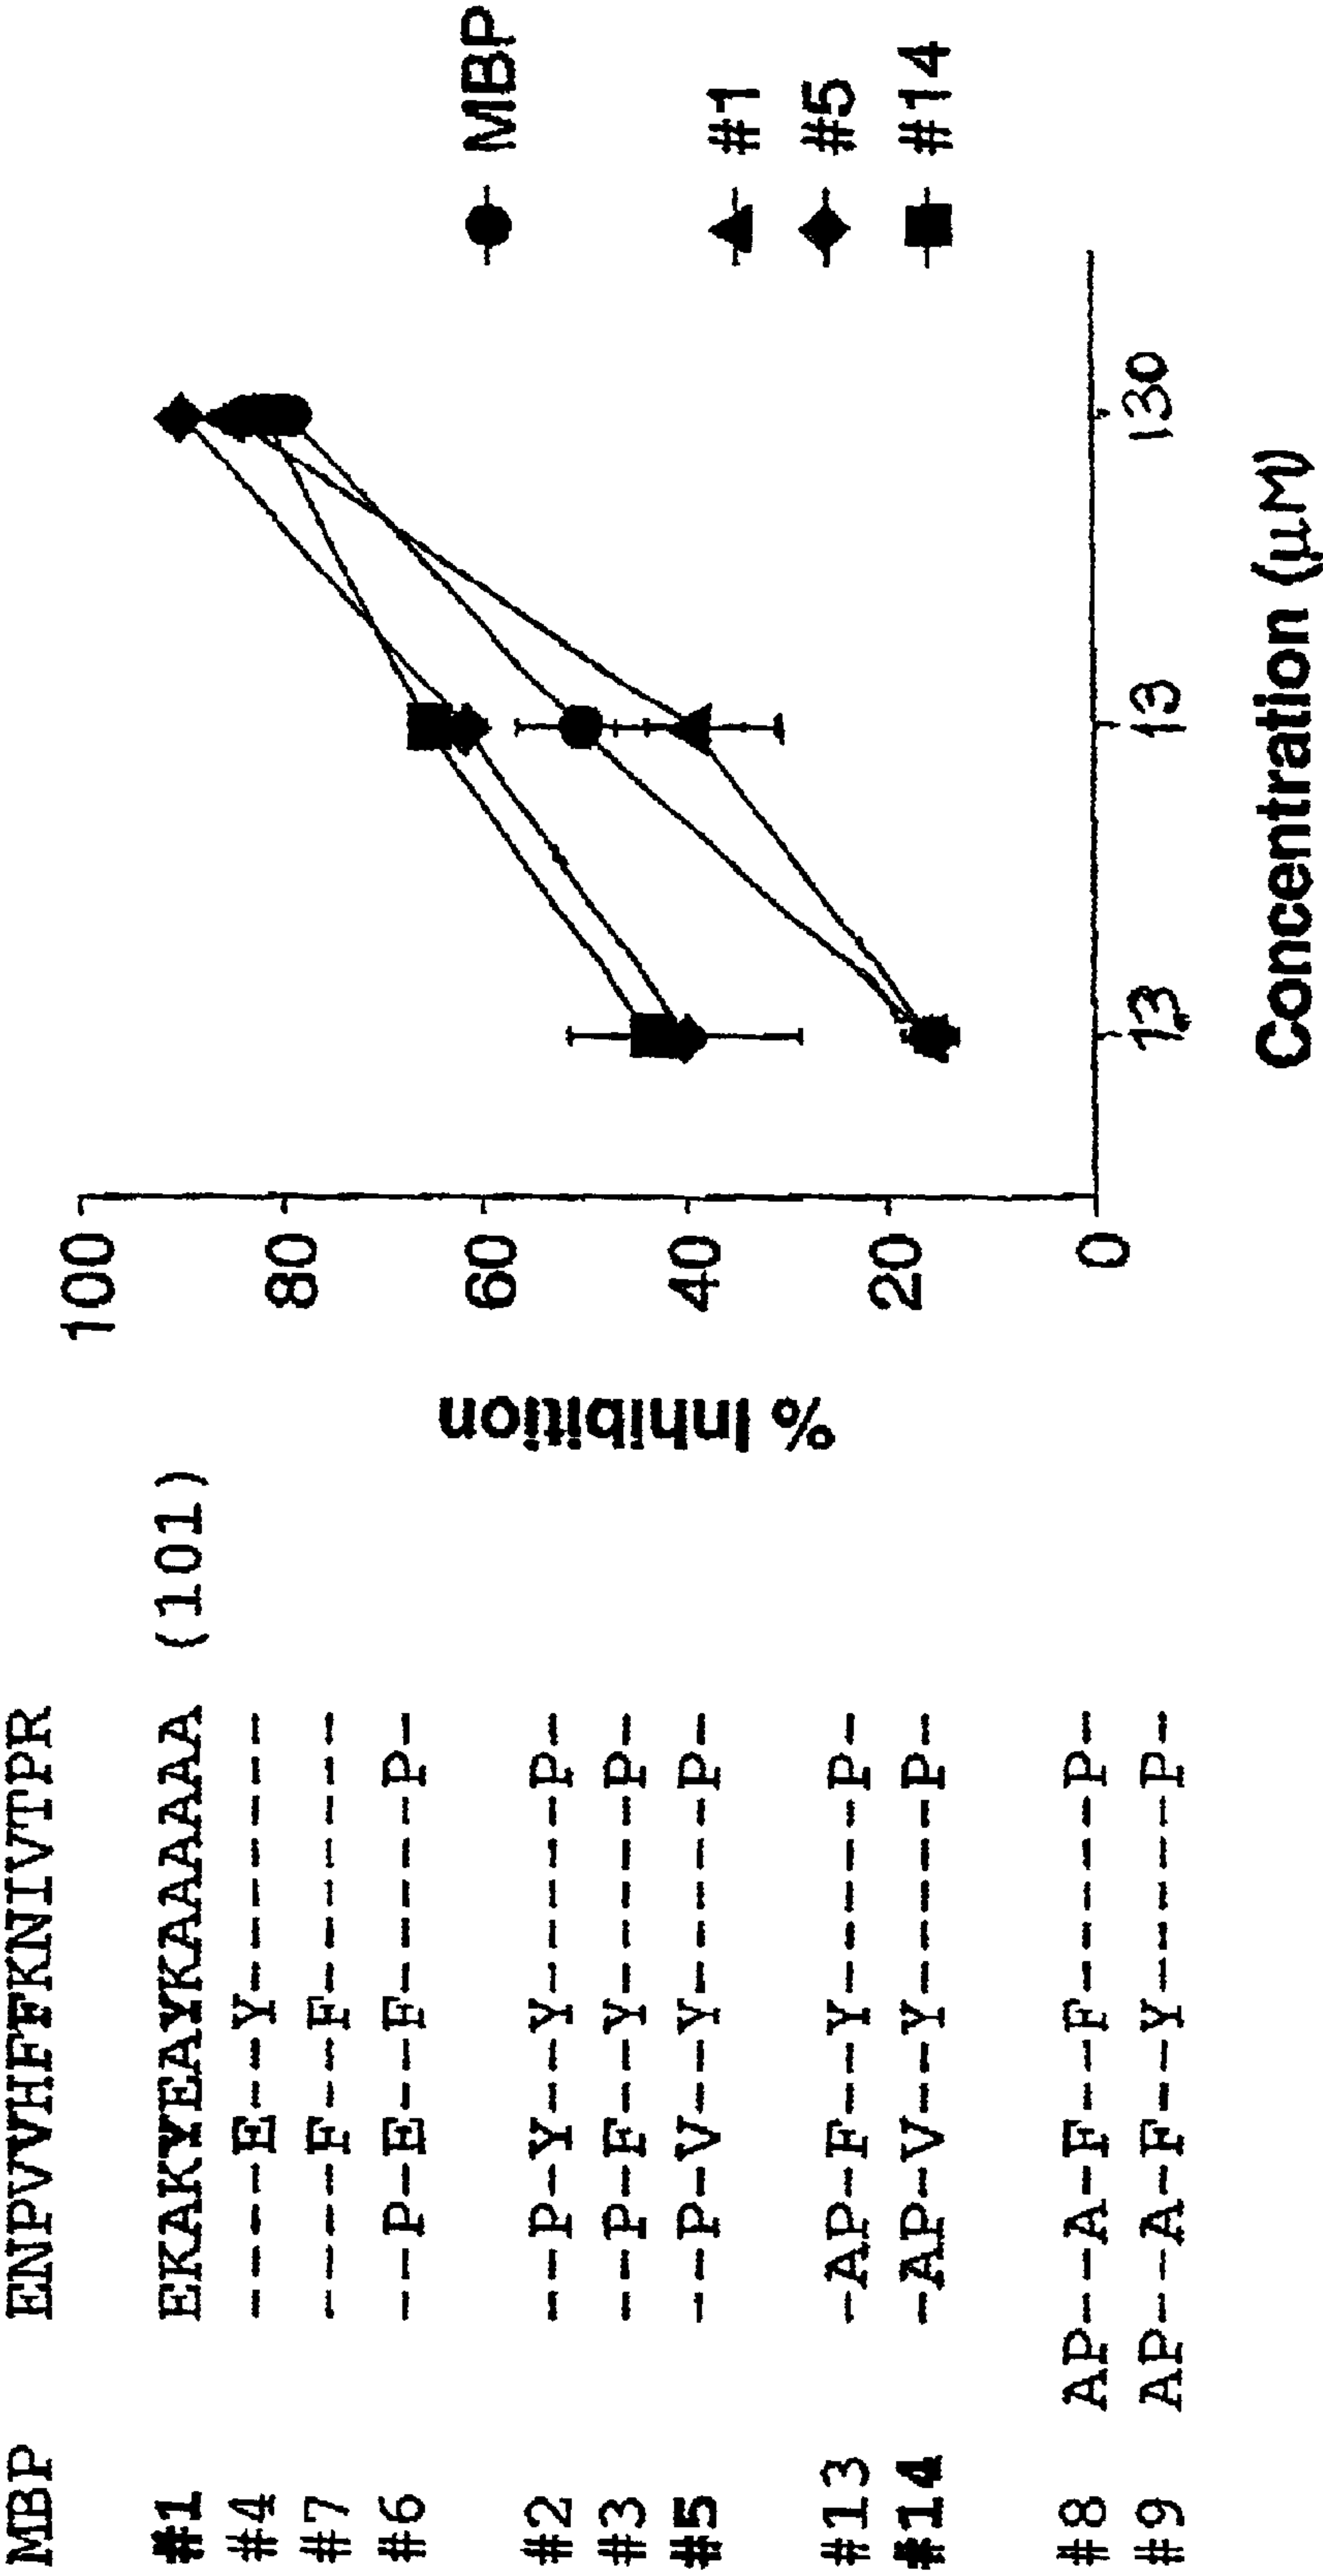 MBP ENPVVHFFKNIVTPR
#1 EKAKYEAYKAAAAAA (101)
#4 ----E--Y-------
#7 ----F--F-------
#6 --P-E--F-----P-
#2 --P-Y--Y-----P-
#3 --P-F--Y-----P-
#5 --P-V--Y-----P-
#13 -AP-F--Y-----P-
#14 -AP-V--Y-----P-
#8 AP--A-F--F-----P-
#9 AP--A-F--Y-----P-
% Inhibition
100
80
60
40
20
0
1.3
13
130
Concentration (µM)
MBP
#1
#5
#14